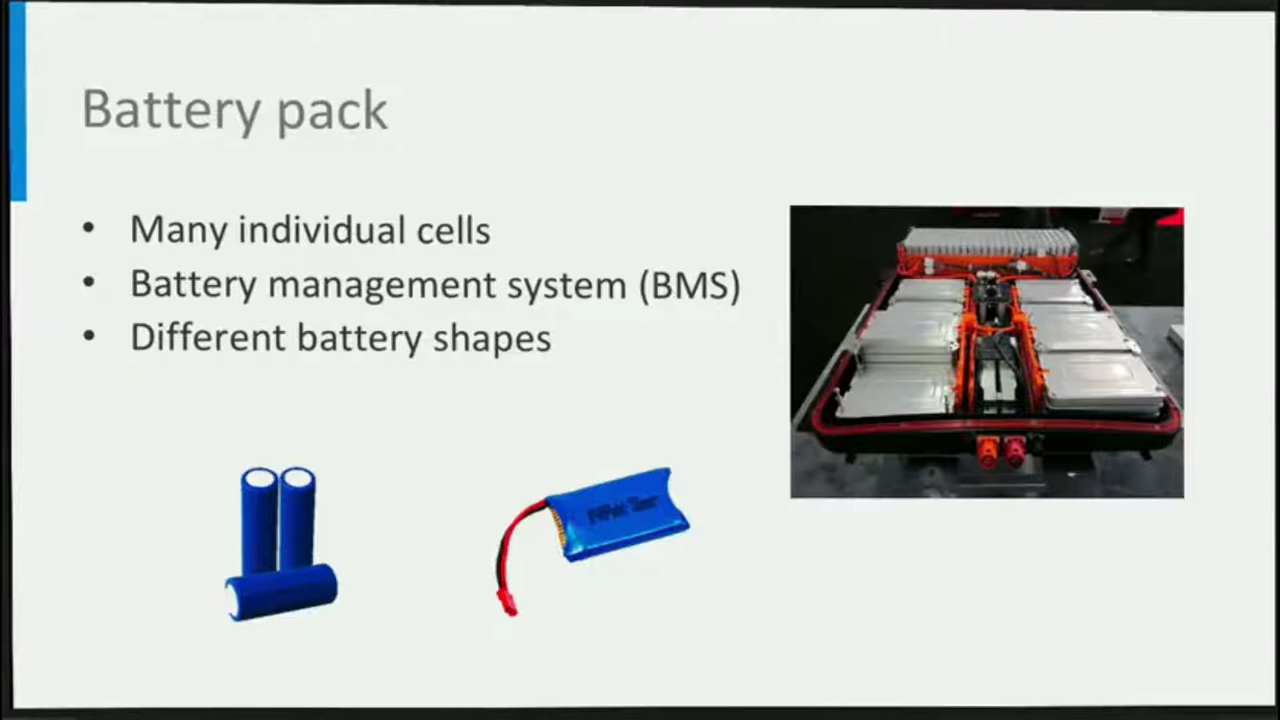 Battery pack
• Many individual cells
• Battery management system (BMS)
• Different battery shapes